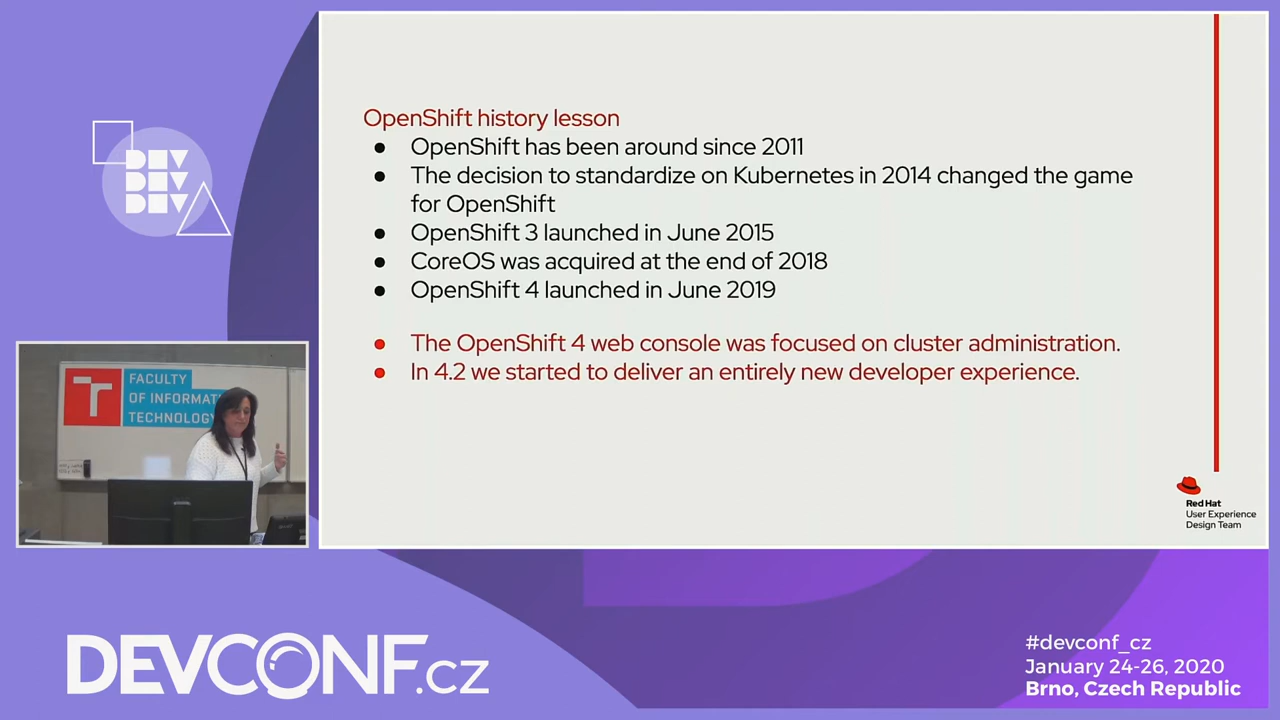 OpenShift history lesson
● OpenShift has been around since 2011
● The decision to standardize on Kubernetes in 2014 changed the game
for OpenShift
● OpenShift 3 launched in June 2015
● CoreOS was acquired at the end of 2018
● OpenShift 4 launched in June 2019
● The OpenShift 4 web console was focused on cluster administration.
● In 4.2 we started to deliver an entirely new developer experience.
Red Hat
User Experience
Design Team
DEV
DEV
DEV
FACULTY
OF INFORMAT
TECHNOLOGY
DEVCONF.cz
#devconf_cz
January 24-26, 2020
Brno, Czech Republic